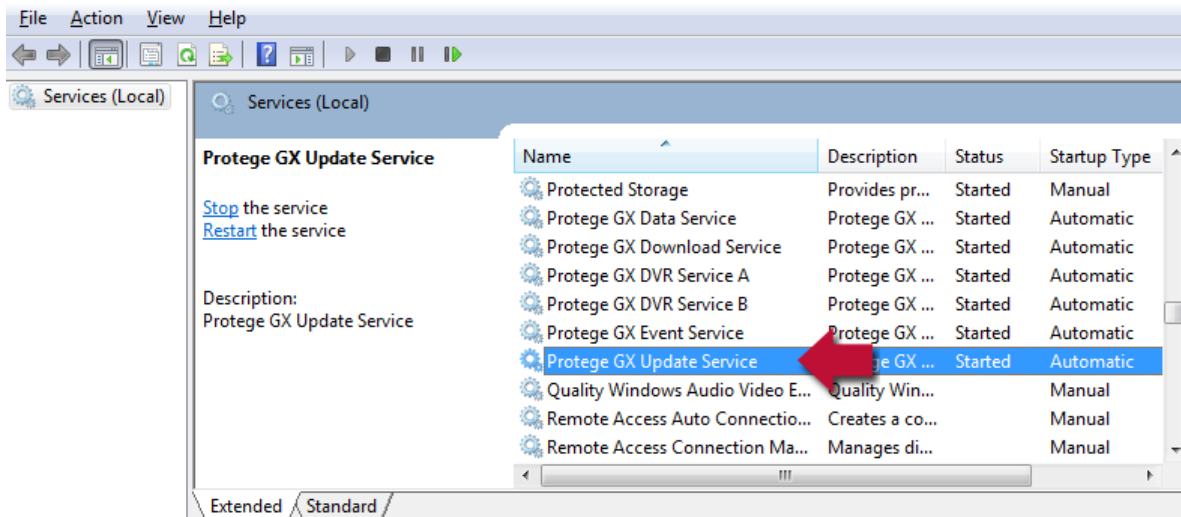 File Action View Help
Services (Local)
Services (Local)
Protege GX Update Service
Stop the service
Restart the service
Description:
Protege GX Update Service
Name Description Status Startup Type
Protected Storage Provides pr... Started Manual
Protege GX Data Service Protege GX ... Started Automatic
Protege GX Download Service Protege GX ... Started Automatic
Protege GX DVR Service A Protege GX ... Started Automatic
Protege GX DVR Service B Protege GX ... Started Automatic
Protege GX Event Service Protege GX ... Started Automatic
Protege GX Update Service ge GX ... Started Automatic
Quality Windows Audio Video E... Quality Win... Manual
Remote Access Auto Connectio... Creates a co... Manual
Remote Access Connection Ma... Manages di... Manual
Extended Standard